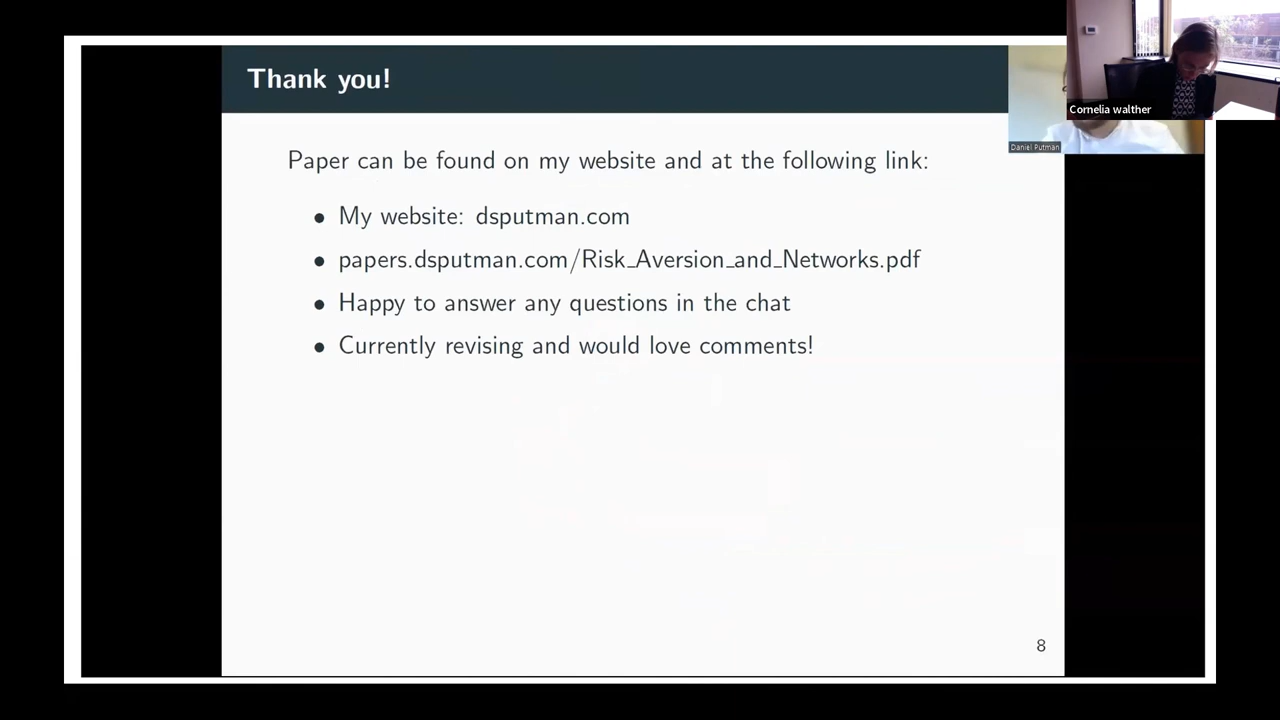 Thank you!
Cornelia walther
Daniel Putman
Paper can be found on my website and at the following link:
• My website: dsputman.com
• papers.dsputman.com/Risk_Aversion_and_Networks.pdf
• Happy to answer any questions in the chat
• Currently revising and would love comments!
8